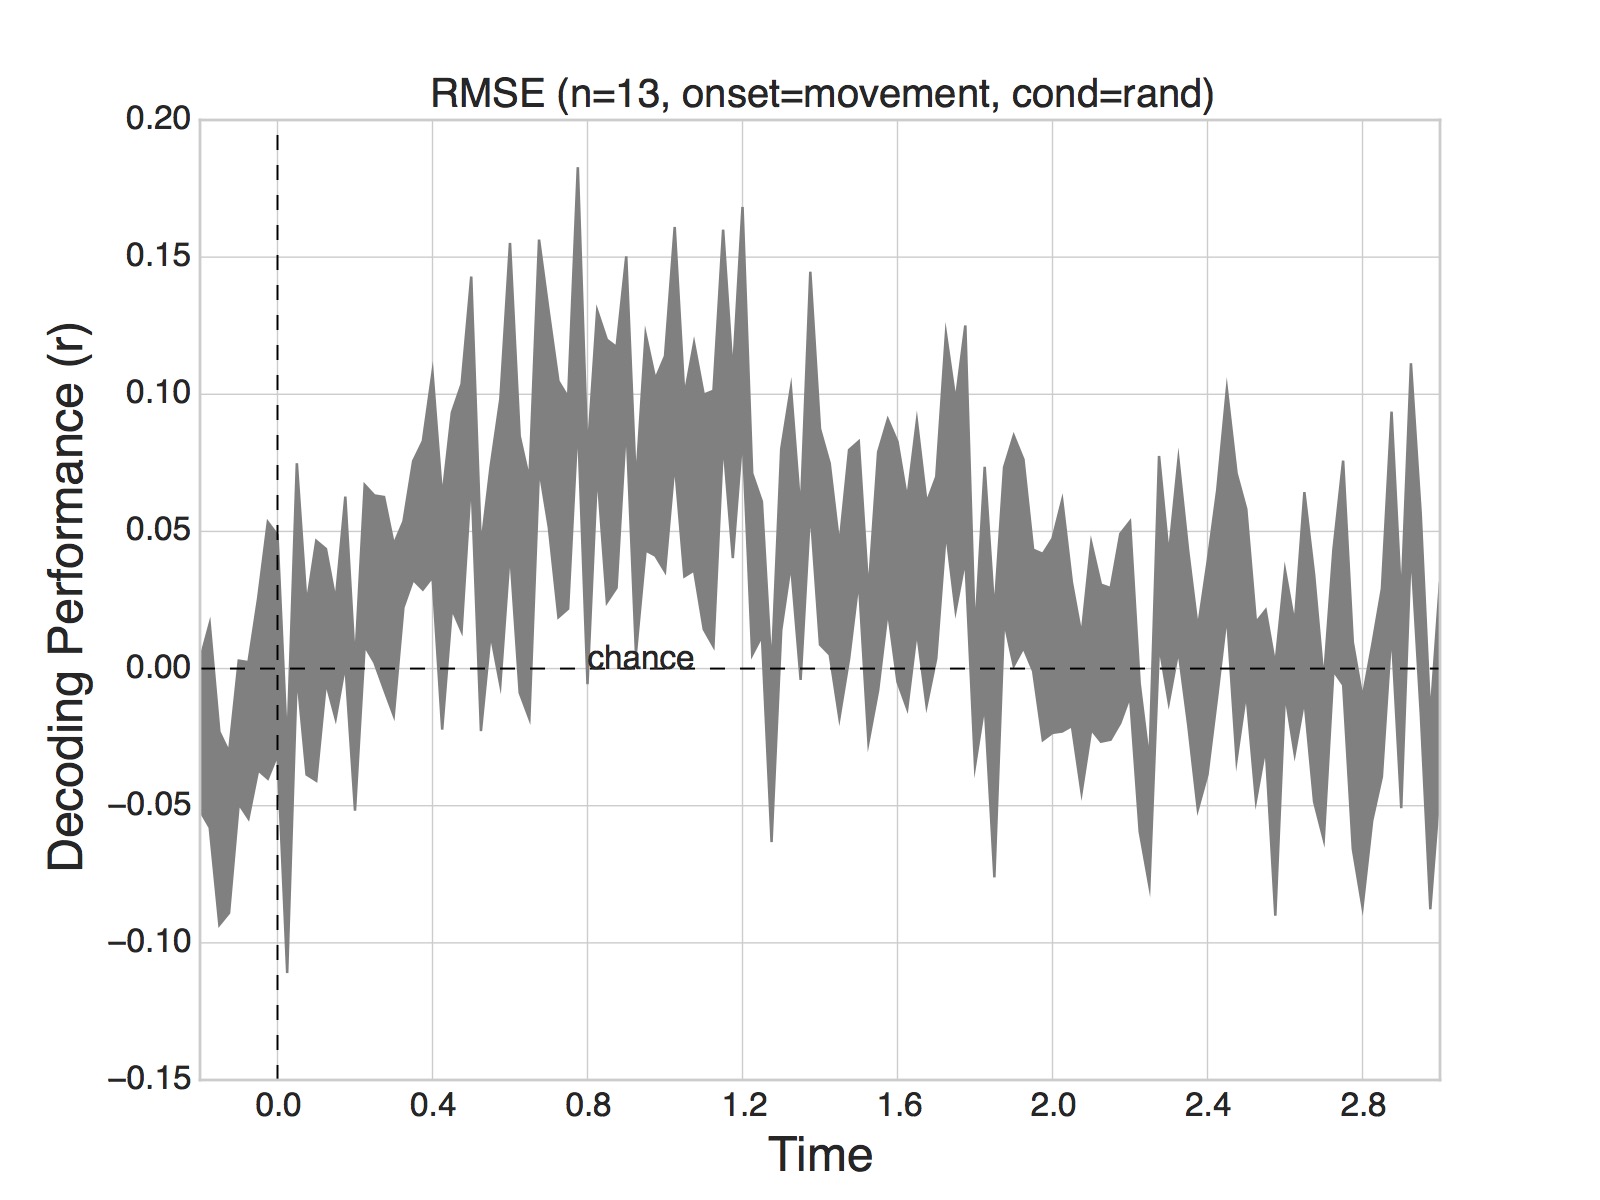 RMSE (n=13, onset=movement, cond=rand)
0.20
0.15
0.10
0.05
0.00
−0.05
−0.10
−0.15
Decoding Performance (r)
chance
0.0 0.4 0.8 1.2 1.6 2.0 2.4 2.8
Time